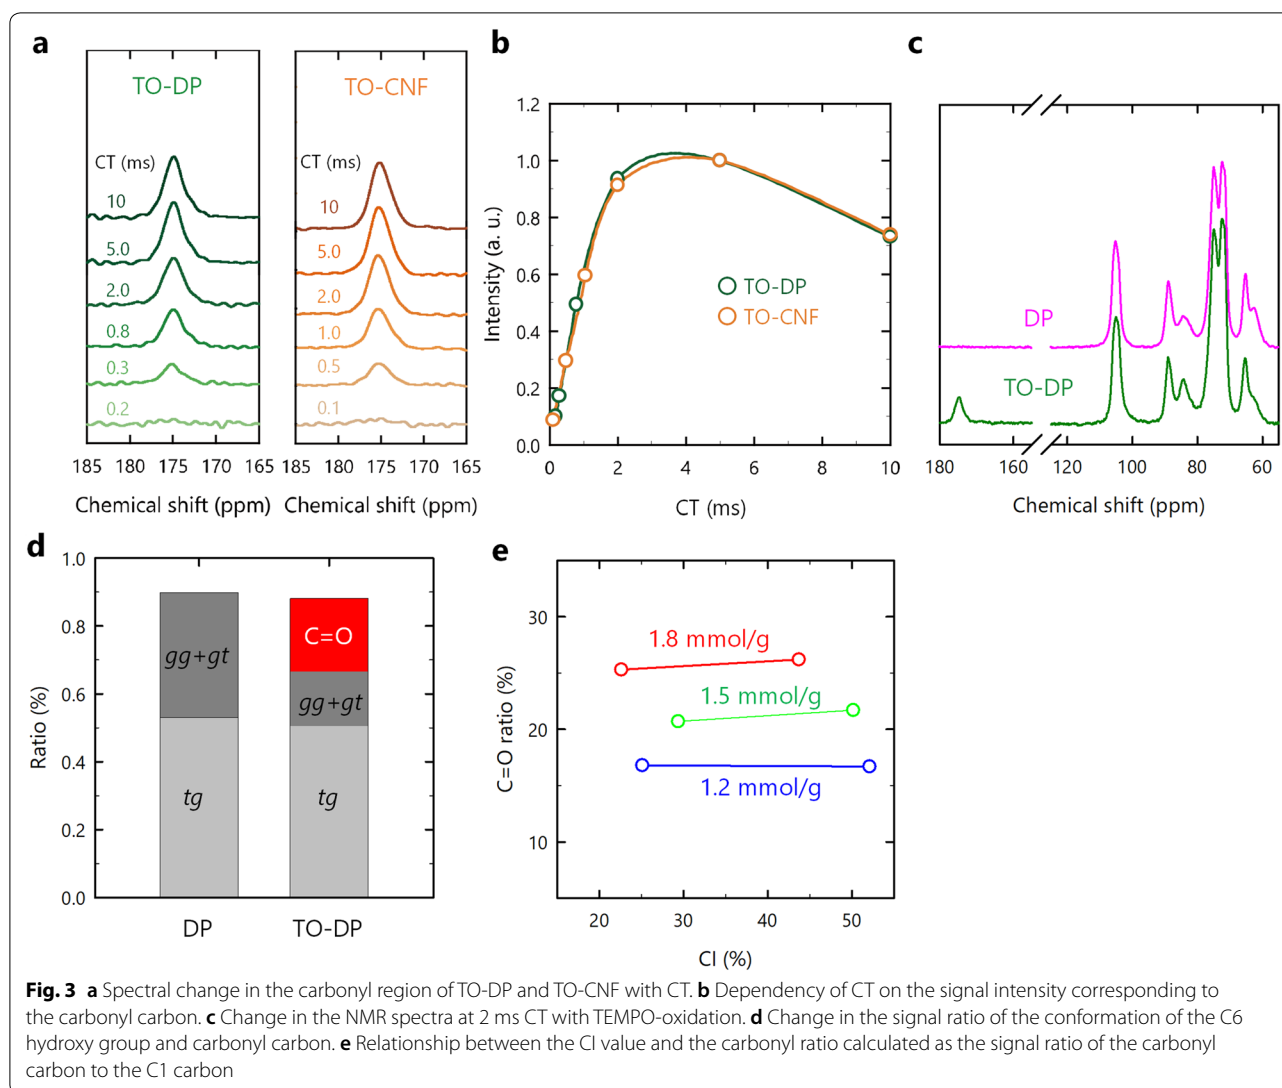 a
TO-DP
TO-CNF
CT (ms)
CT (ms)
10
5.0
2.0
0.8
0.3
0.2
10
5.0
2.0
1.0
0.5
0.1
185 180 175 170 165
185 180 175 170 165
Chemical shift (ppm)
Chemical shift (ppm)
b
1.2
1.0
0.8
0.6
0.4
0.2
0.0
Intensity (a. u.)
TO-DP
TO-CNF
0 2 4 6 8 10
CT (ms)
c
DP
TO-DP
180 160 120 100 80 60
Chemical shift (ppm)
d
1.0
0.8
0.6
0.4
0.2
0.0
Ratio (%)
gg+gt
tg
C=O
gg+gt
tg
DP TO-DP
e
30
20
10
C=O ratio (%)
1.8 mmol/g
1.5 mmol/g
1.2 mmol/g
20 30 40 50
CI (%)
Fig. 3 a Spectral change in the carbonyl region of TO-DP and TO-CNF with CT. b Dependency of CT on the signal intensity corresponding to
the carbonyl carbon. c Change in the NMR spectra at 2 ms CT with TEMPO-oxidation. d Change in the signal ratio of the conformation of the C6
hydroxy group and carbonyl carbon. e Relationship between the CI value and the carbonyl ratio calculated as the signal ratio of the carbonyl
carbon to the C1 carbon